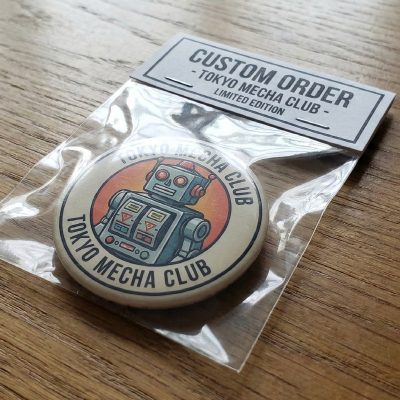 CUSTOM ORDER
- TOKYO MECHA CLUB -
LIMITED EDITION
TOKYO MECHA CLUB
TOKYO MECHA CLUB